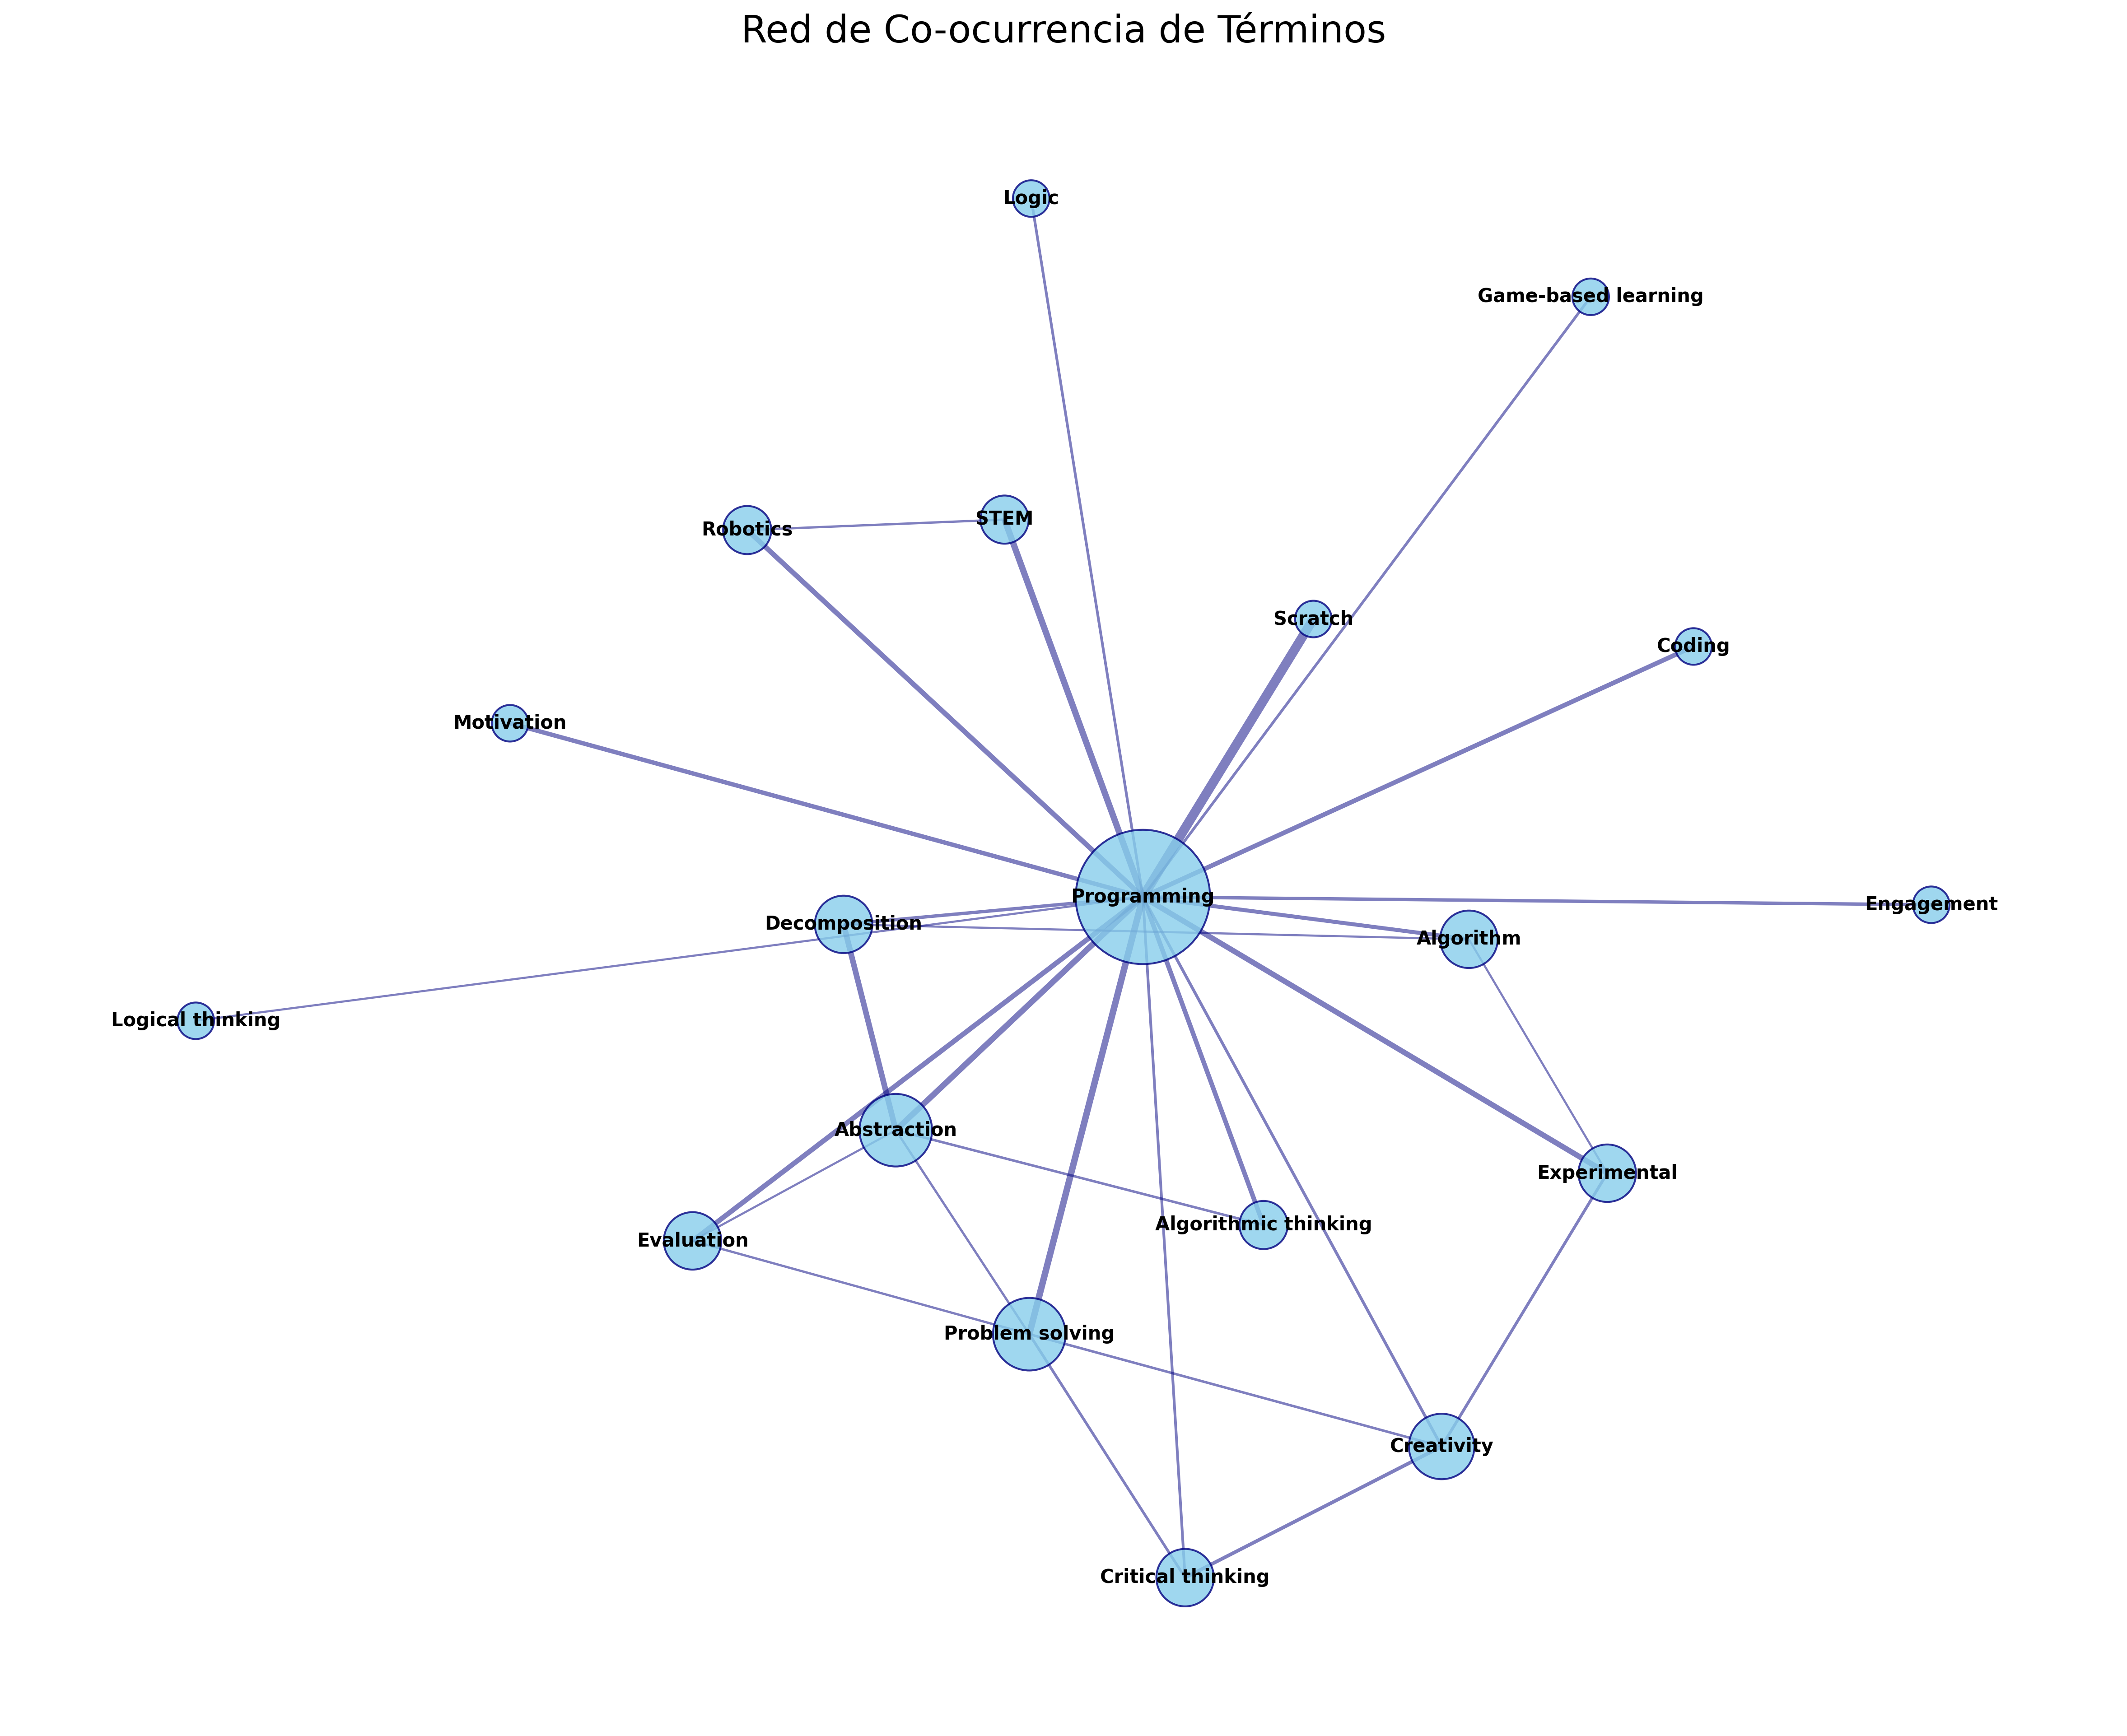 Red de Co-ocurrencia de Términos
Logic
Game-based learning
STEM
Robotics
Scratch
Coding
Motivation
Programming
Engagement
Decomposition
Algorithm
Logical thinking
Abstraction
Experimental
Algorithmic thinking
Evaluation
Problem solving
Creativity
Critical thinking